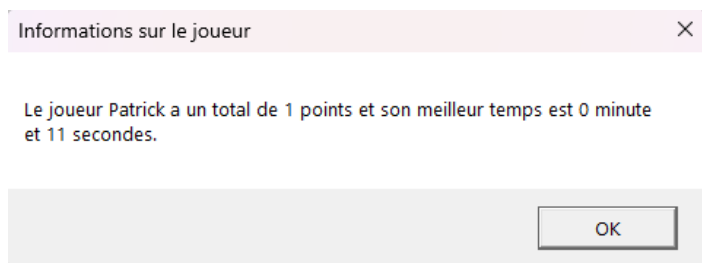 Informations sur le joueur
Le joueur Patrick a un total de 1 points et son meilleur temps est 0 minute
et 11 secondes.
OK